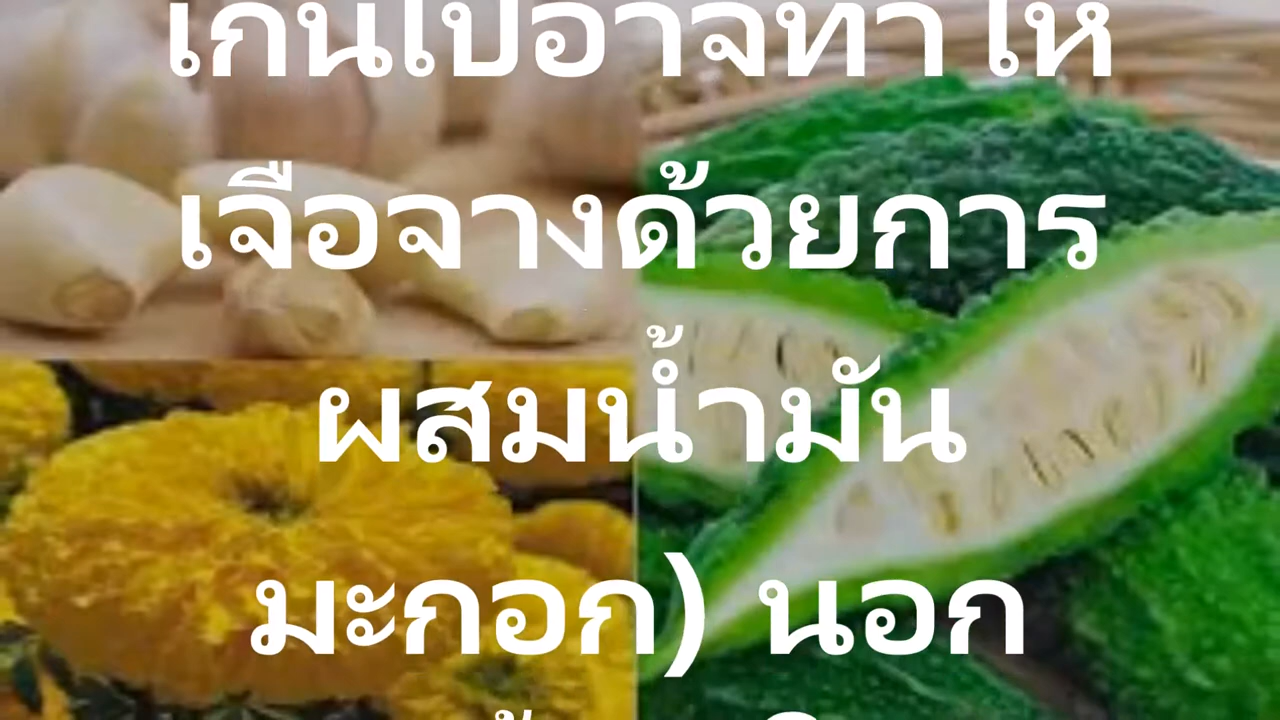 เกินไปอาจทำให้
เจือจางด้วยการ
ผสมน้ำมัน
มะกอก) นอก